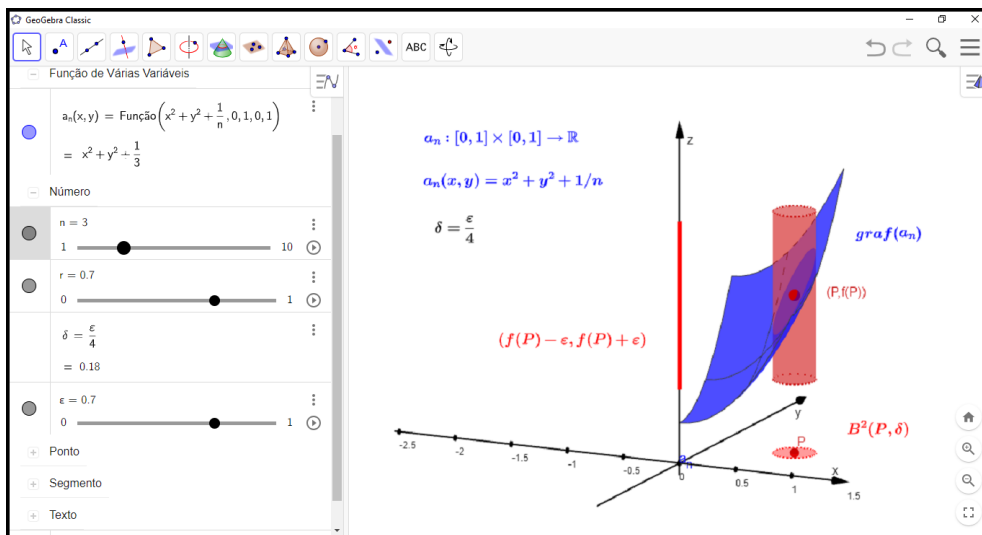 GeoGebra Classic
ABC
Função de Várias Variáveis
aₙ(x,y) = Função(x² + y² + 1/n, 0, 1, 0, 1)
= x² + y² + 1/3
Número
n = 3
1 10
r = 0.7
0 1
δ = ε/4
= 0.18
ε = 0.7
0 1
Ponto
Segmento
Texto
aₙ : [0, 1] × [0, 1] → ℝ
aₙ(x, y) = x² + y² + 1/n
δ = ε/4
z
graf(aₙ)
(P,f(P))
(f(P) − ε, f(P) + ε)
y
B²(P, δ)
P
aₙ
x
-2.5 -2 -1.5 -1 -0.5 0 0.5 1 1.5